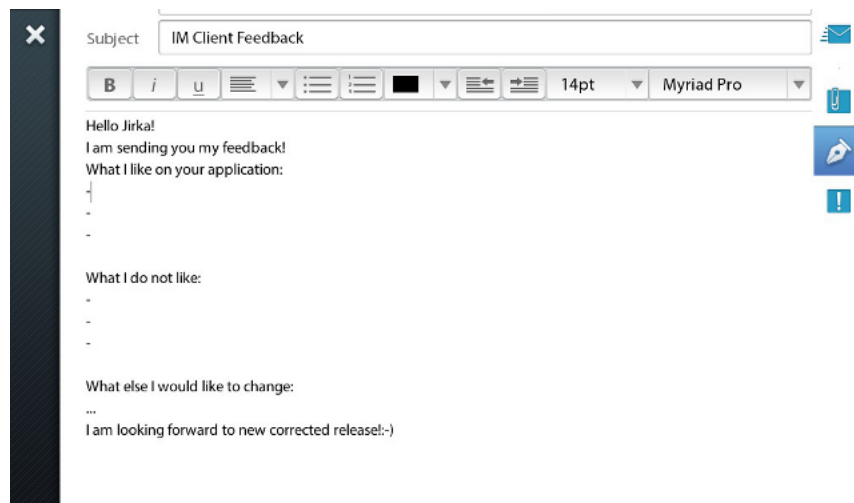 Subject
IM Client Feedback
B i u 14pt Myriad Pro
Hello Jirka!
I am sending you my feedback!
What I like on your application:
-
-
-
What I do not like:
-
-
-
What else I would like to change:
...
I am looking forward to new corrected release!:-)